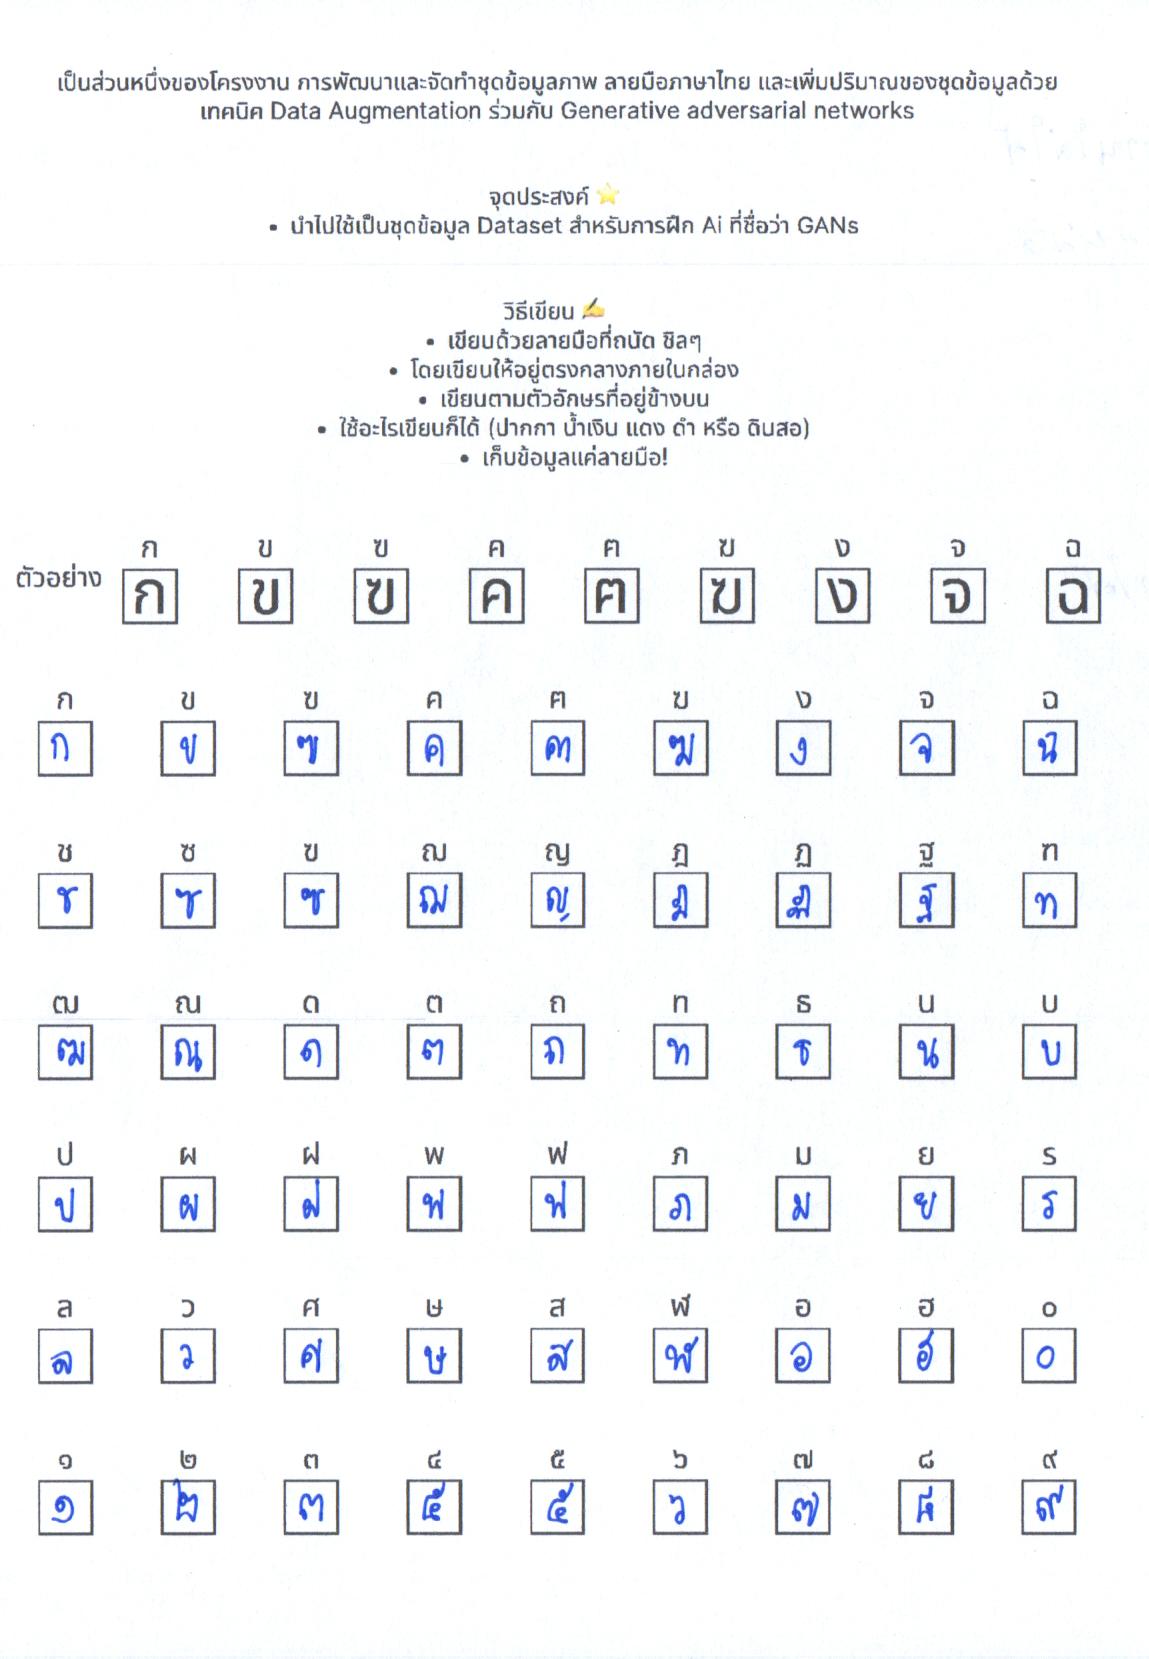 เป็นส่วนหนึ่งของโครงงาน การพัฒนาและจัดทำชุดข้อมูลภาพ ลายมือภาษาไทย และเพิ่มปริมาณของชุดข้อมูลด้วย
เทคนิค Data Augmentation ร่วมกับ Generative adversarial networks
จุดประสงค์ ⭐
• นำไปใช้เป็นชุดข้อมูล Dataset สำหรับการฝึก Ai ที่ชื่อว่า GANs
วิธีเขียน ✍️
• เขียนด้วยลายมือที่ถนัด ชิลๆ
• โดยเขียนให้อยู่ตรงกลางภายในกล่อง
• เขียนตามตัวอักษรที่อยู่ข้างบน
• ใช้อะไรเขียนก็ได้ (ปากกา น้ำเงิน แดง ดำ หรือ ดินสอ)
• เก็บข้อมูลแค่ลายมือ!
ก ข ฃ ค ฅ ฆ ง จ ฉ
ตัวอย่าง ก ข ฃ ค ฅ ฆ ง จ ฉ
ก ข ฃ ค ฅ ฆ ง จ ฉ
ก ข ฃ ค ฅ ฆ ง จ ฉ
ช ซ ฃ ฌ ญ ฎ ฏ ฐ ฑ
ช ซ ซ ฌ ญ ฎ ฏ ฐ ฑ
ฒ ณ ด ต ถ ท ธ น บ
ฒ ณ ด ต ถ ท ธ น บ
ป ผ ฝ พ ฟ ภ ม ย ร
ป ผ ฝ ฟ ฟ ภ ม ย ร
ล ว ศ ษ ส ฬ อ ฮ ๐
ล ว ศ ษ ส ฬ อ ฮ ๐
๑ ๒ ๓ ๔ ๕ ๖ ๗ ๘ ๙
๑ ๒ ๓ ๕ ๕ ๖ ๗ ๘ ๙